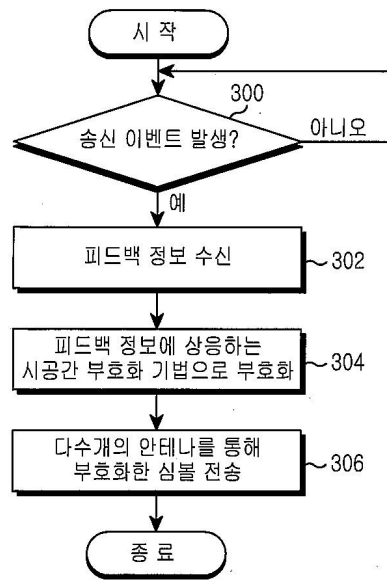 시 작
300
송신 이벤트 발생?
아니오
예
피드백 정보 수신
302
피드백 정보에 상응하는
시공간 부호화 기법으로 부호화
304
다수개의 안테나를 통해
부호화한 심볼 전송
306
종 료